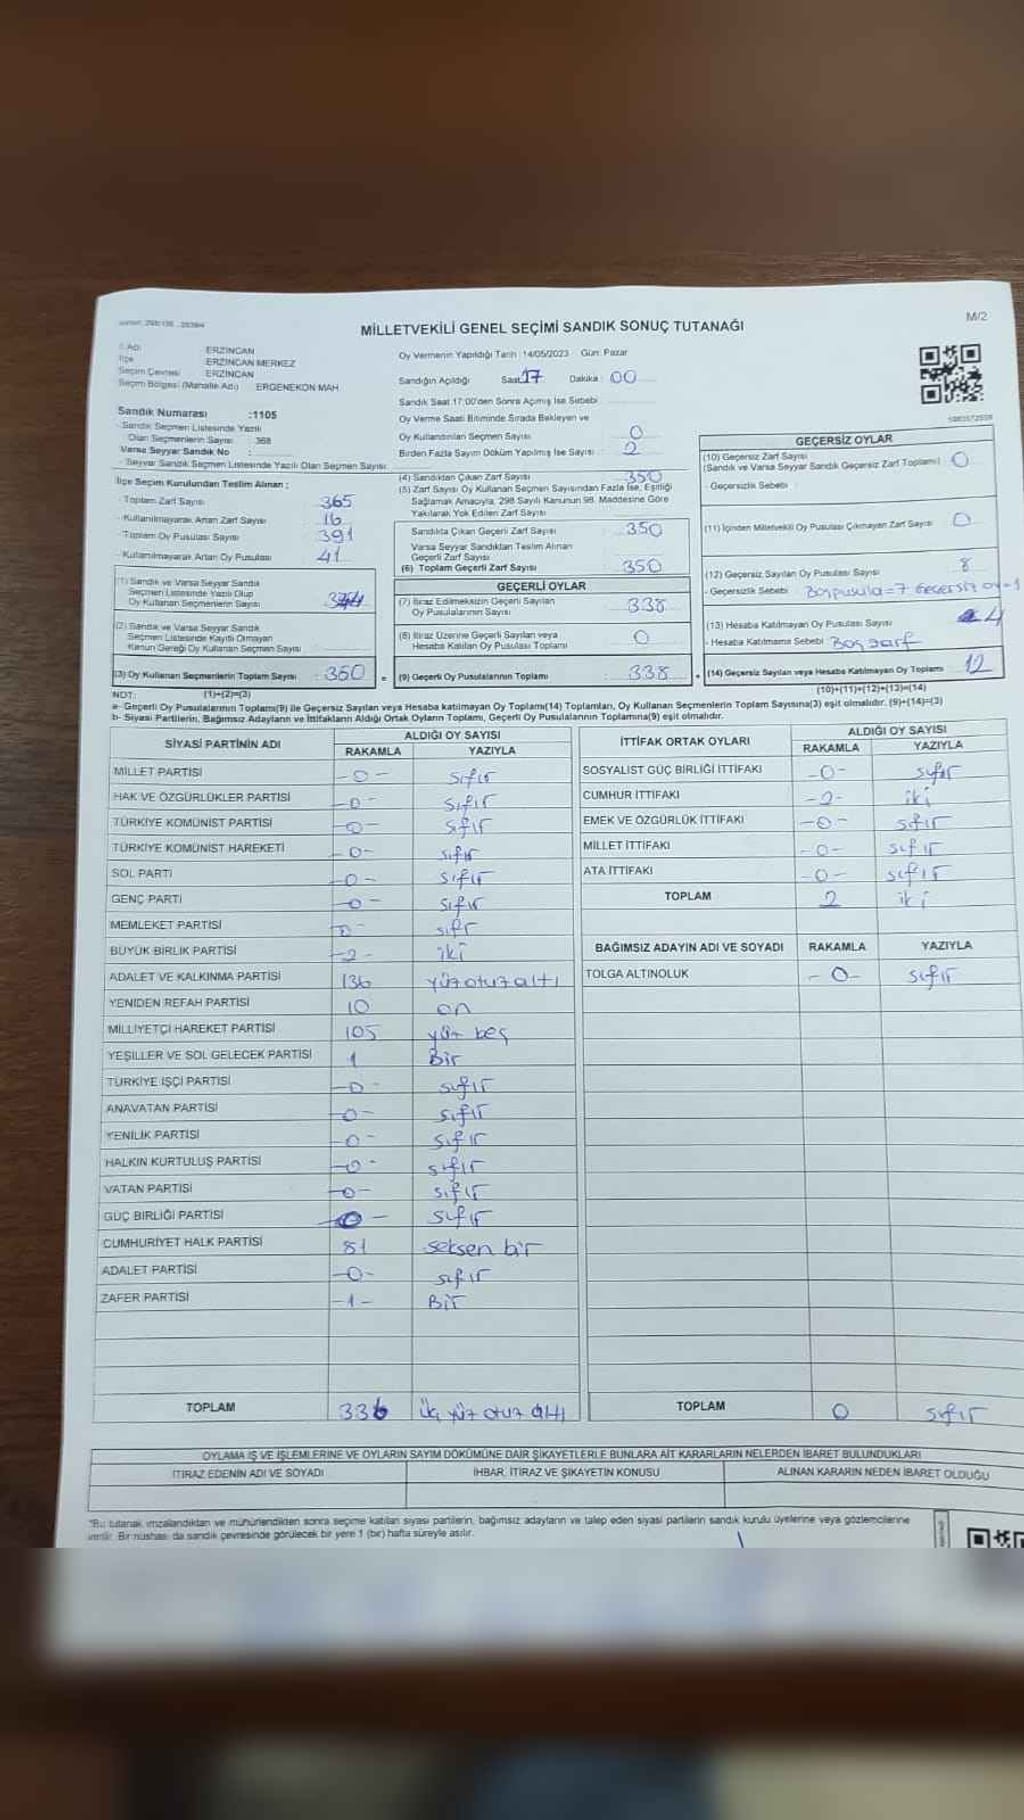 M/2
MİLLETVEKİLİ GENEL SEÇİMİ SANDIK SONUÇ TUTANAĞI
İl Adı : ERZİNCAN
İlçe : ERZİNCAN MERKEZ
Seçim Çevresi : ERZİNCAN
Seçim Bölgesi (Mahalle Adı) : ERGENEKON MAH
Sandık Numarası :1105
- Sandık Seçmen Listesinde Yazılı
Olan Seçmenlerin Sayısı : 368
Varsa Seyyar Sandık No :
- Seyyar Sandık Seçmen Listesinde Yazılı Olan Seçmen Sayısı :
İlçe Seçim Kurulundan Teslim Alınan ;
- Toplam Zarf Sayısı : 365
- Kullanılmayarak Artan Zarf Sayısı : 16
- Toplam Oy Pusulası Sayısı : 391
- Kullanılmayarak Artan Oy Pusulası : 41
(1) Sandık ve Varsa Seyyar Sandık
Seçmen Listesinde Yazılı Olup
Oy Kullanan Seçmenlerin Sayısı :
(2) Sandık ve Varsa Seyyar Sandık
Seçmen Listesinde Kayıtlı Olmayan
Kanun Gereği Oy Kullanan Seçmen Sayısı :
(3) Oy Kullanan Seçmenlerin Toplam Sayısı : 350
Oy Vermenin Yapıldığı Tarih : 14/05/2023 Gün: Pazar
Sandığın Açıldığı Saat: 17 Dakika : 00
Sandık Saat 17:00'den Sonra Açılmış İse Sebebi :
Oy Verme Saati Bitiminde Sırada Bekleyen ve
Oy Kullandırılan Seçmen Sayısı : 0
Birden Fazla Sayım Döküm Yapılmış İse Sayısı : 2
(4) Sandıktan Çıkan Zarf Sayısı : 350
(5) Zarf Sayısı Oy Kullanan Seçmen Sayısından Fazla İse, Eşitliği
Sağlamak Amacıyla, 298 Sayılı Kanunun 98. Maddesine Göre
Yakılarak Yok Edilen Zarf Sayısı :
Sandıkta Çıkan Geçerli Zarf Sayısı : 350
Varsa Seyyar Sandıktan Teslim Alınan
Geçerli Zarf Sayısı :
(6) Toplam Geçerli Zarf Sayısı : 350
GEÇERLİ OYLAR
(7) İtiraz Edilmeksizin Geçerli Sayılan
Oy Pusulalarının Sayısı : 338
(8) İtiraz Üzerine Geçerli Sayılan veya
Hesaba Katılan Oy Pusulası Toplamı : 0
= (9) Geçerli Oy Pusulalarının Toplamı : 338 +
GEÇERSİZ OYLAR
(10) Geçersiz Zarf Sayısı
(Sandık ve Varsa Seyyar Sandık Geçersiz Zarf Toplamı) : 0
- Geçersizlik Sebebi :
(11) İçinden Milletvekili Oy Pusulası Çıkmayan Zarf Sayısı : 0
(12) Geçersiz Sayılan Oy Pusulası Sayısı : 8
- Geçersizlik Sebebi : Boş pusula = 7 Geçersiz oy = 1
(13) Hesaba Katılmayan Oy Pusulası Sayısı : 4
- Hesaba Katılmama Sebebi : Boş zarf
(14) Geçersiz Sayılan veya Hesaba Katılmayan Oy Toplamı : 12
NOT: (1)+(2)=(3) (10)+(11)+(12)+(13)=(14)
a- Geçerli Oy Pusulalarının Toplamı(9) ile Geçersiz Sayılan veya Hesaba katılmayan Oy Toplamı(14) Toplamları, Oy Kullanan Seçmenlerin Toplam Sayısına(3) eşit olmalıdır. (9)+(14)=(3)
b- Siyasi Partilerin, Bağımsız Adayların ve İttifakların Aldığı Ortak Oyların Toplamı, Geçerli Oy Pusulalarının Toplamına(9) eşit olmalıdır.
SİYASİ PARTİNİN ADI ALDIĞI OY SAYISI
RAKAMLA YAZIYLA
MİLLET PARTİSİ -0- sıfır
HAK VE ÖZGÜRLÜKLER PARTİSİ -0- sıfır
TÜRKİYE KOMÜNİST PARTİSİ -0- sıfır
TÜRKİYE KOMÜNİST HAREKETİ -0- sıfır
SOL PARTİ -0- sıfır
GENÇ PARTİ -0- sıfır
MEMLEKET PARTİSİ -0- sıfır
BÜYÜK BİRLİK PARTİSİ -2- iki
ADALET VE KALKINMA PARTİSİ 136 yüz otuz altı
YENİDEN REFAH PARTİSİ 10 on
MİLLİYETÇİ HAREKET PARTİSİ 105 yüz beş
YEŞİLLER VE SOL GELECEK PARTİSİ 1 Bir
TÜRKİYE İŞÇİ PARTİSİ -0- sıfır
ANAVATAN PARTİSİ -0- sıfır
YENİLİK PARTİSİ -0- sıfır
HALKIN KURTULUŞ PARTİSİ -0- sıfır
VATAN PARTİSİ -0- sıfır
GÜÇ BİRLİĞİ PARTİSİ -0- sıfır
CUMHURİYET HALK PARTİSİ 81 seksen bir
ADALET PARTİSİ -0- sıfır
ZAFER PARTİSİ -1- Bir
TOPLAM 336 üç yüz otuz altı
İTTİFAK ORTAK OYLARI ALDIĞI OY SAYISI
RAKAMLA YAZIYLA
SOSYALİST GÜÇ BİRLİĞİ İTTİFAKI -0- sıfır
CUMHUR İTTİFAKI -2- iki
EMEK VE ÖZGÜRLÜK İTTİFAKI -0- sıfır
MİLLET İTTİFAKI -0- sıfır
ATA İTTİFAKI -0- sıfır
TOPLAM 2 iki
BAĞIMSIZ ADAYIN ADI VE SOYADI RAKAMLA YAZIYLA
TOLGA ALTINOLUK -0- sıfır
TOPLAM 0 sıfır
OYLAMA İŞ VE İŞLEMLERİNE VE OYLARIN SAYIM DÖKÜMÜNE DAİR ŞİKAYETLERLE BUNLARA AİT KARARLARIN NELERDEN İBARET BULUNDUKLARI
İTİRAZ EDENİN ADI VE SOYADI İHBAR, İTİRAZ VE ŞİKAYETİN KONUSU ALINAN KARARIN NEDEN İBARET OLDUĞU
"Bu tutanak imzalandıktan ve mühürlendikten sonra seçime katılan siyasi partilerin, bağımsız adayların ve talep eden siyasi partilerin sandık kurulu üyelerine veya gözlemcilerine
verilir. Bir nüshası da sandık çevresinde görülecek bir yere 1 (bir) hafta süreyle asılır.